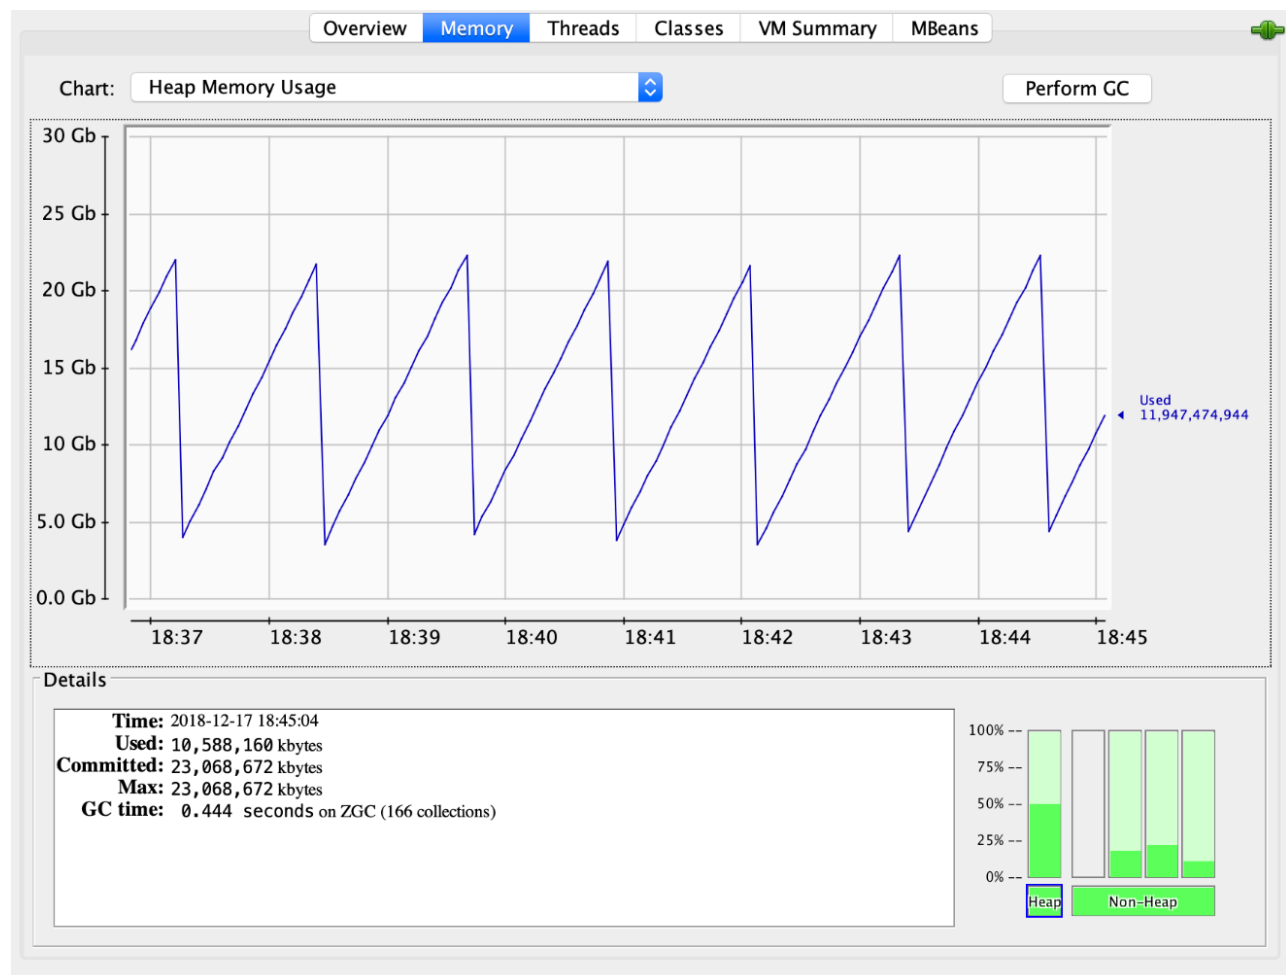 Overview Memory Threads Classes VM Summary MBeans
Chart: Heap Memory Usage Perform GC
30 Gb
25 Gb
20 Gb
15 Gb
10 Gb
5.0 Gb
0.0 Gb
Used
11,947,474,944
18:37 18:38 18:39 18:40 18:41 18:42 18:43 18:44 18:45
Details
Time: 2018-12-17 18:45:04
Used: 10,588,160 kbytes
Committed: 23,068,672 kbytes
Max: 23,068,672 kbytes
GC time: 0.444 seconds on ZGC (166 collections)
100% --
75% --
50% --
25% --
0% --
Heap Non-Heap